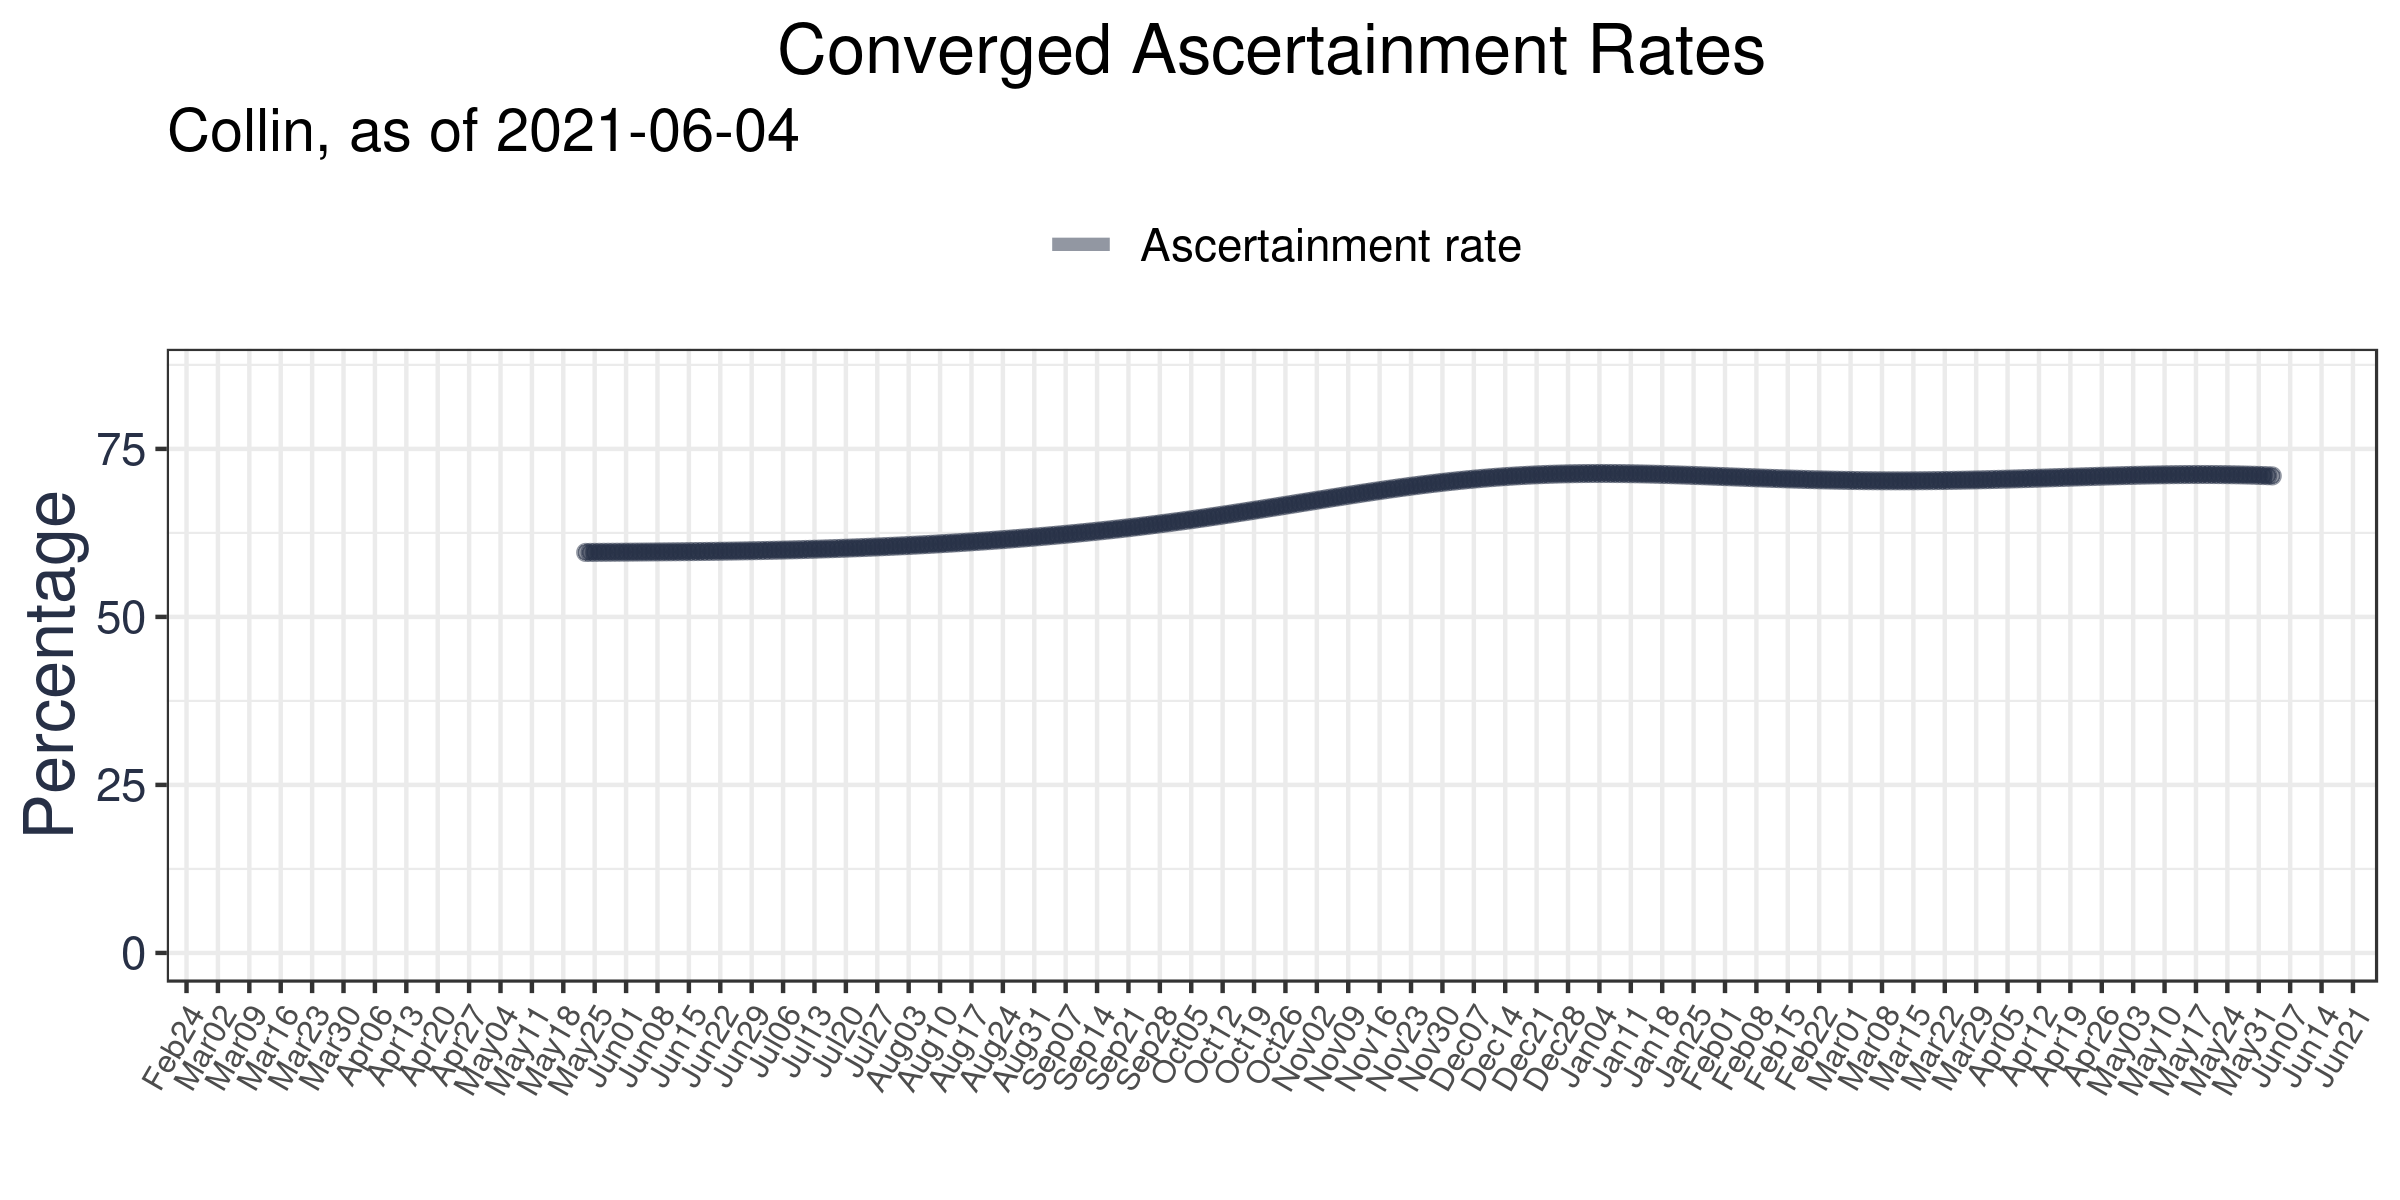 Converged Ascertainment Rates
Collin, as of 2021-06-04
Ascertainment rate
Percentage
75
50
25
0
Feb24
Mar02
Mar09
Mar16
Mar23
Mar30
Apr06
Apr13
Apr20
Apr27
May04
May11
May18
May25
Jun01
Jun08
Jun15
Jun22
Jun29
Jul06
Jul13
Jul20
Jul27
Aug03
Aug10
Aug17
Aug24
Aug31
Sep07
Sep14
Sep21
Sep28
Oct05
Oct12
Oct19
Oct26
Nov02
Nov09
Nov16
Nov23
Nov30
Dec07
Dec14
Dec21
Dec28
Jan04
Jan11
Jan18
Jan25
Feb01
Feb08
Feb15
Feb22
Mar01
Mar08
Mar15
Mar22
Mar29
Apr05
Apr12
Apr19
Apr26
May03
May10
May17
May24
May31
Jun07
Jun14
Jun21